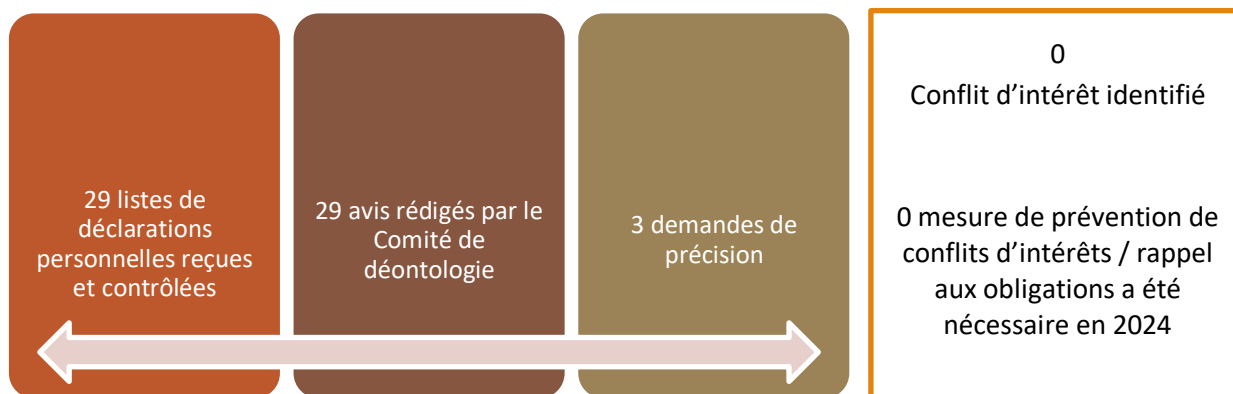 29 listes de
déclarations
personnelles reçues
et contrôlées
29 avis rédigés par le
Comité de
déontologie
3 demandes de
précision
0
Conflit d’intérêt identifié
0 mesure de prévention de
conflits d’intérêts / rappel
aux obligations a été
nécessaire en 2024